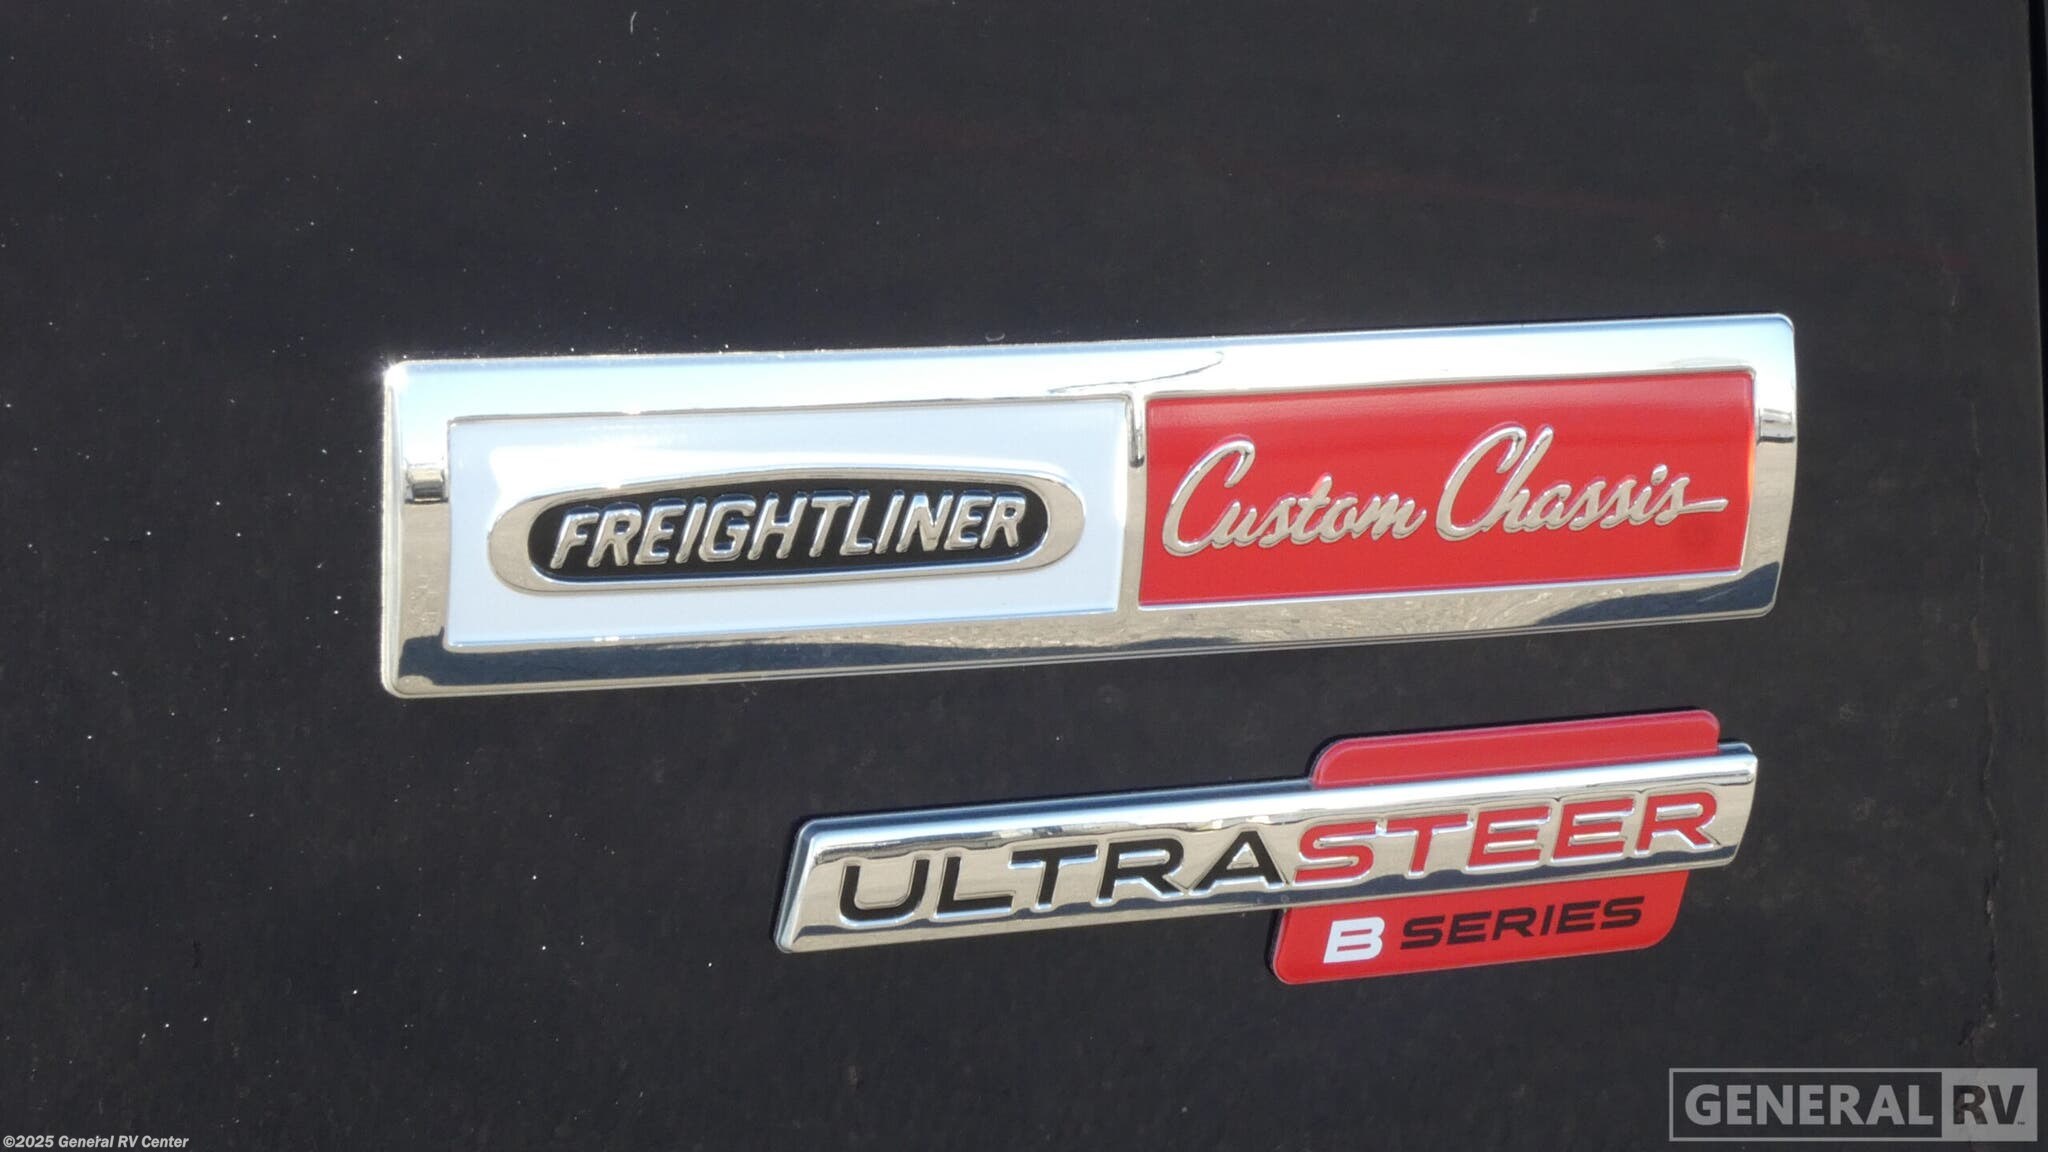 FREIGHTLINER Custom Chassis
ULTRASTEER
B SERIES
GENERAL RV
©2025 General RV Center